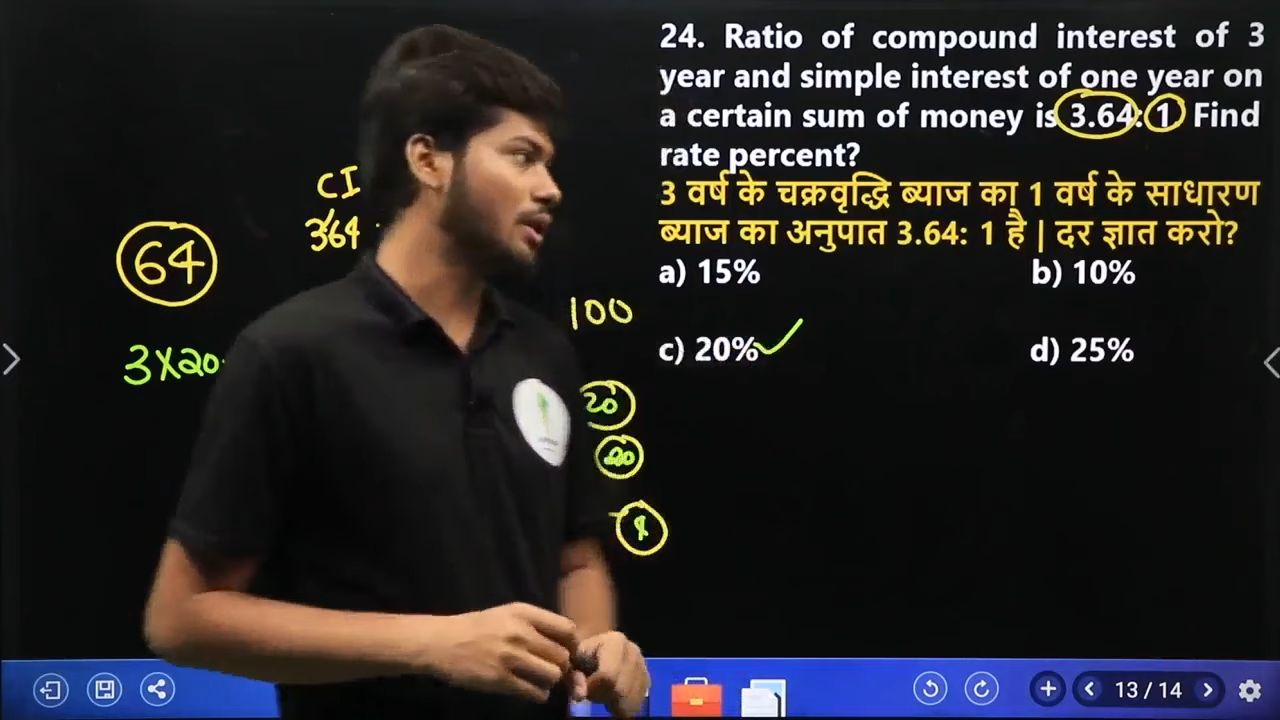 24. Ratio of compound interest of 3
year and simple interest of one year on
a certain sum of money is 3.64: 1 Find
rate percent?
3 वर्ष के चक्रवृद्धि ब्याज का 1 वर्ष के साधारण
ब्याज का अनुपात 3.64: 1 है | दर ज्ञात करो?
a) 15% b) 10%
c) 20% d) 25%
CI
364
64
100
3X20
20
8
13 / 14